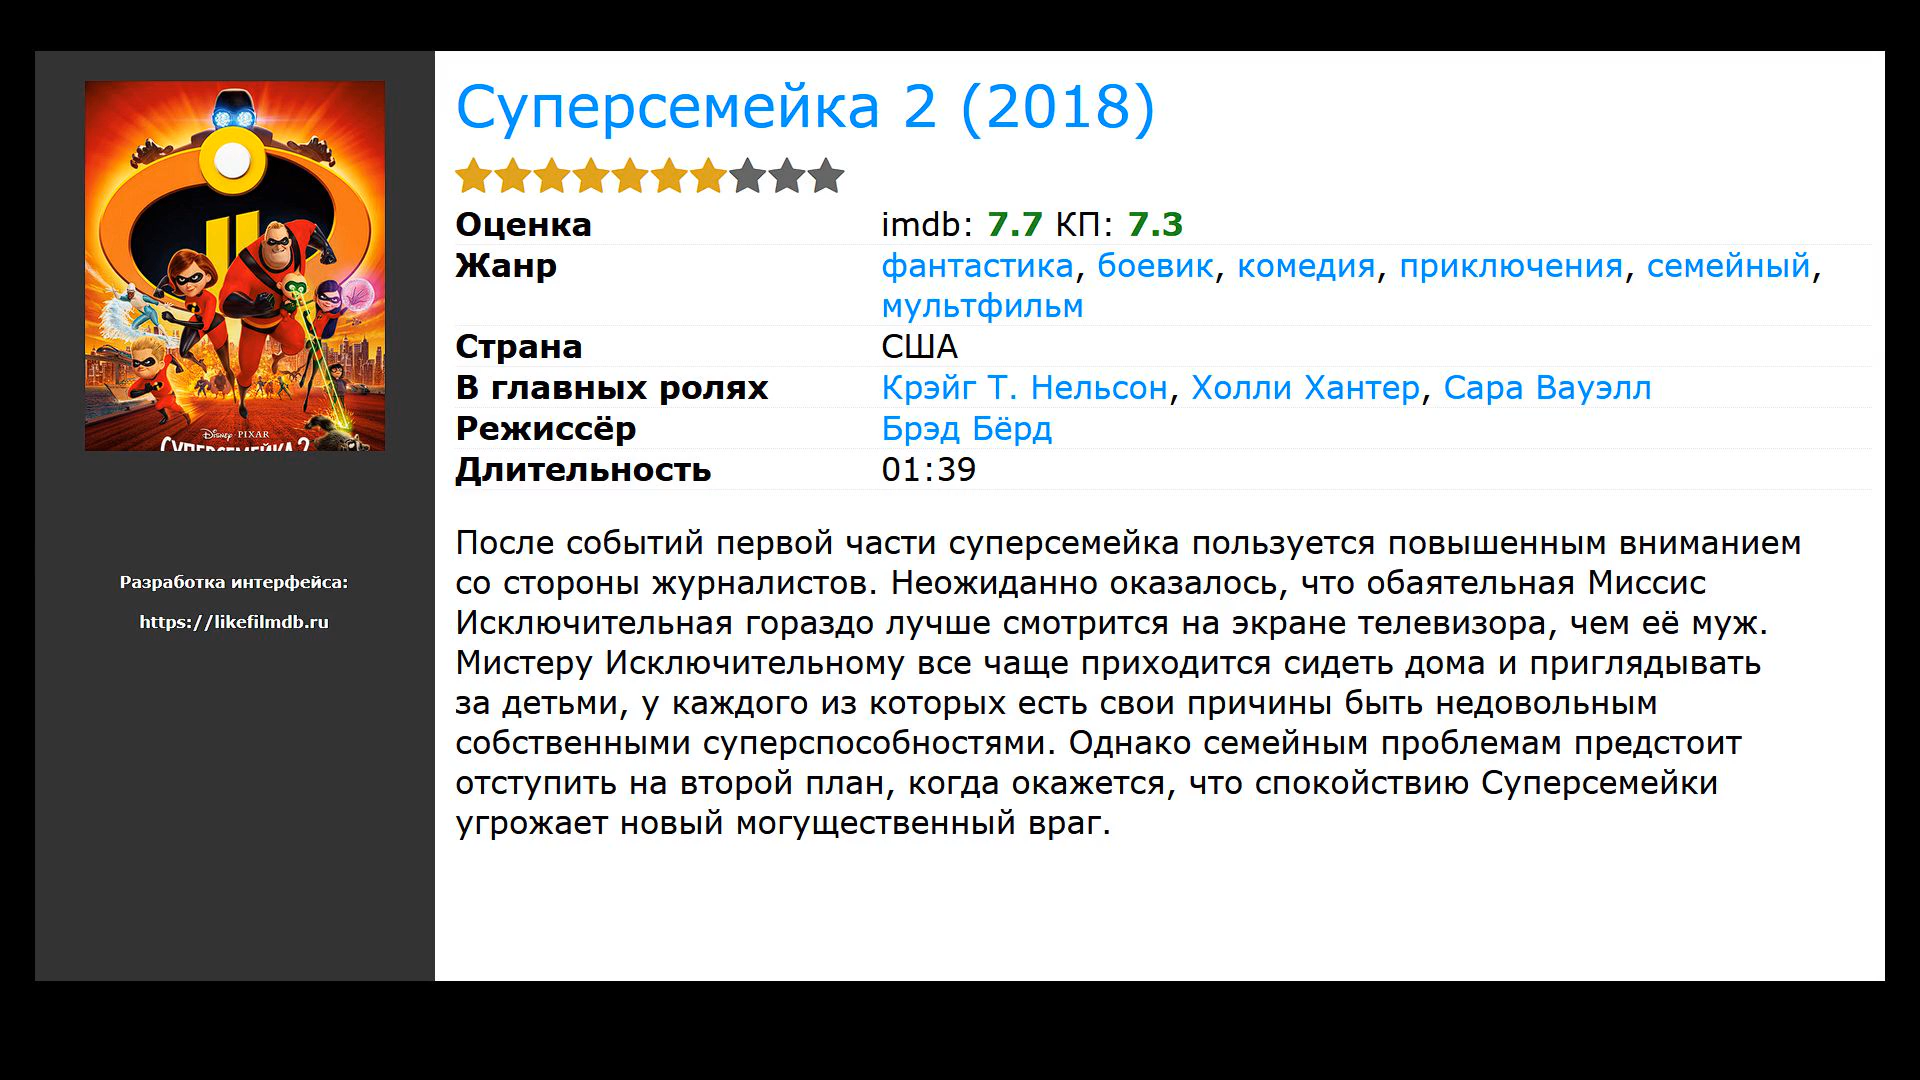 Disney PIXAR
СУПЕРСЕМЕЙКА 2
Разработка интерфейса:
https://likefilmdb.ru
Суперсемейка 2 (2018)
Оценка imdb: 7.7 КП: 7.3
Жанр фантастика, боевик, комедия, приключения, семейный,
мультфильм
Страна США
В главных ролях Крэйг Т. Нельсон, Холли Хантер, Сара Вауэлл
Режиссёр Брэд Бёрд
Длительность 01:39
После событий первой части суперсемейка пользуется повышенным вниманием
со стороны журналистов. Неожиданно оказалось, что обаятельная Миссис
Исключительная гораздо лучше смотрится на экране телевизора, чем её муж.
Мистеру Исключительному все чаще приходится сидеть дома и приглядывать
за детьми, у каждого из которых есть свои причины быть недовольным
собственными суперспособностями. Однако семейным проблемам предстоит
отступить на второй план, когда окажется, что спокойствию Суперсемейки
угрожает новый могущественный враг.